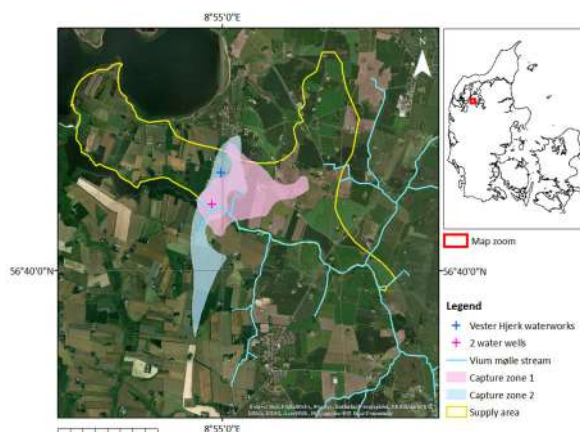 8°55'0"E
N
Map zoom
56°40'0"N
56°40'0"N
Legend
Vester Hjerk waterworks
2 water wells
Vium mølle stream
Capture zone 1
Capture zone 2
Supply area
8°55'0"E